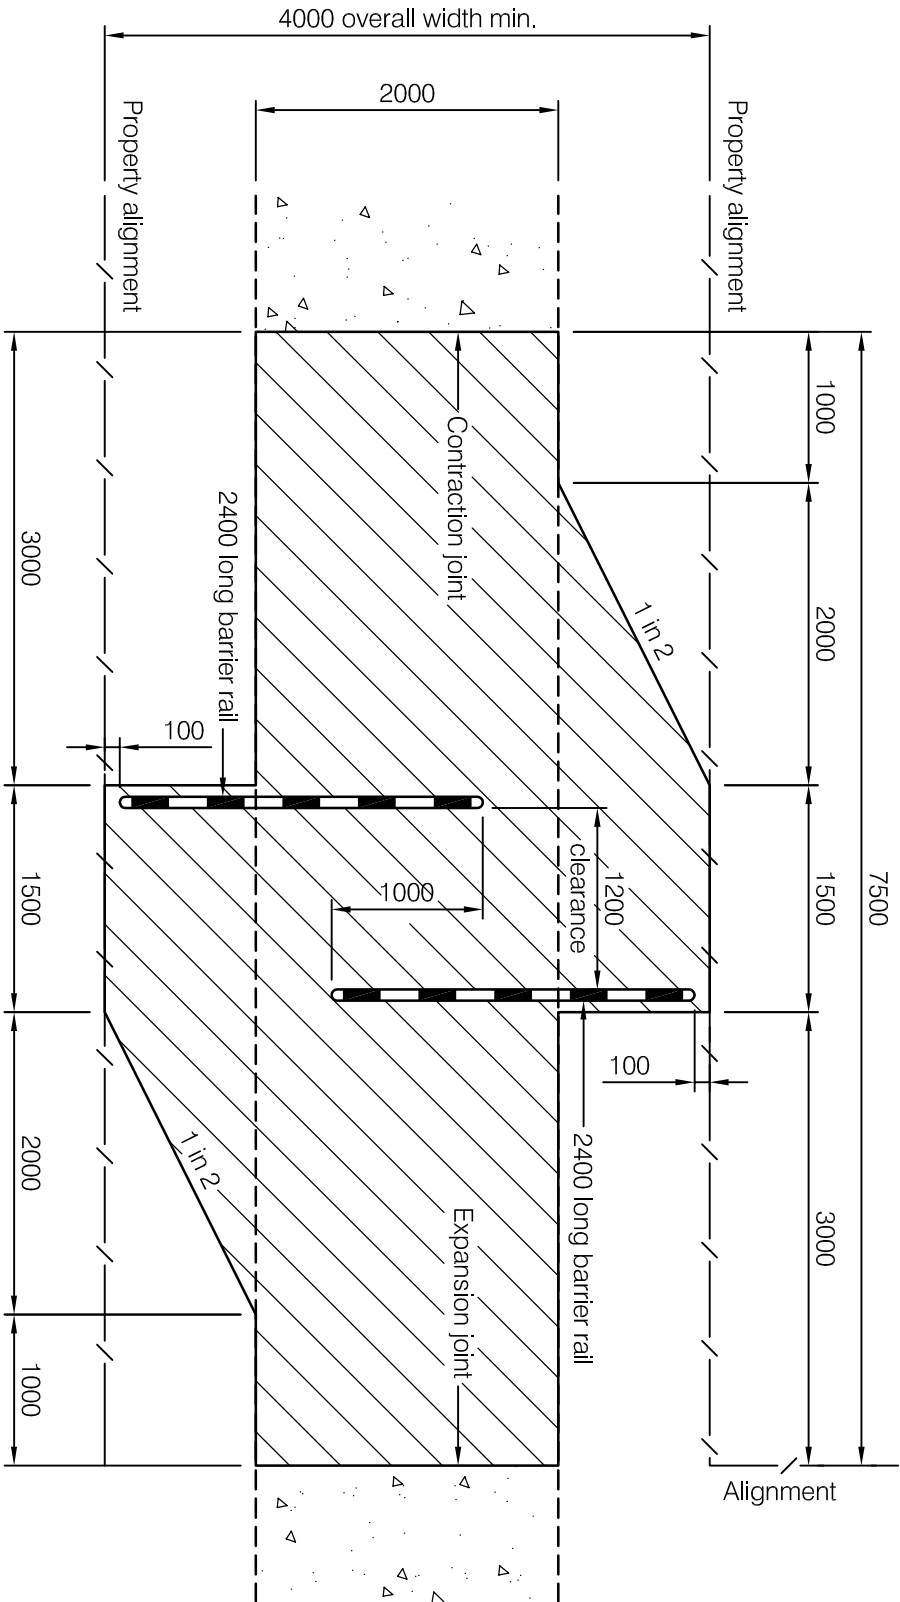 4000 overall width min.
2000
Property alignment
Property alignment
1000
2000
1500
3000
7500
1 in 2
Contraction joint
2400 long barrier rail
100
3000
1500
2000
1000
1200
clearance
1000
100
2400 long barrier rail
1 in 2
Expansion joint
Alignment